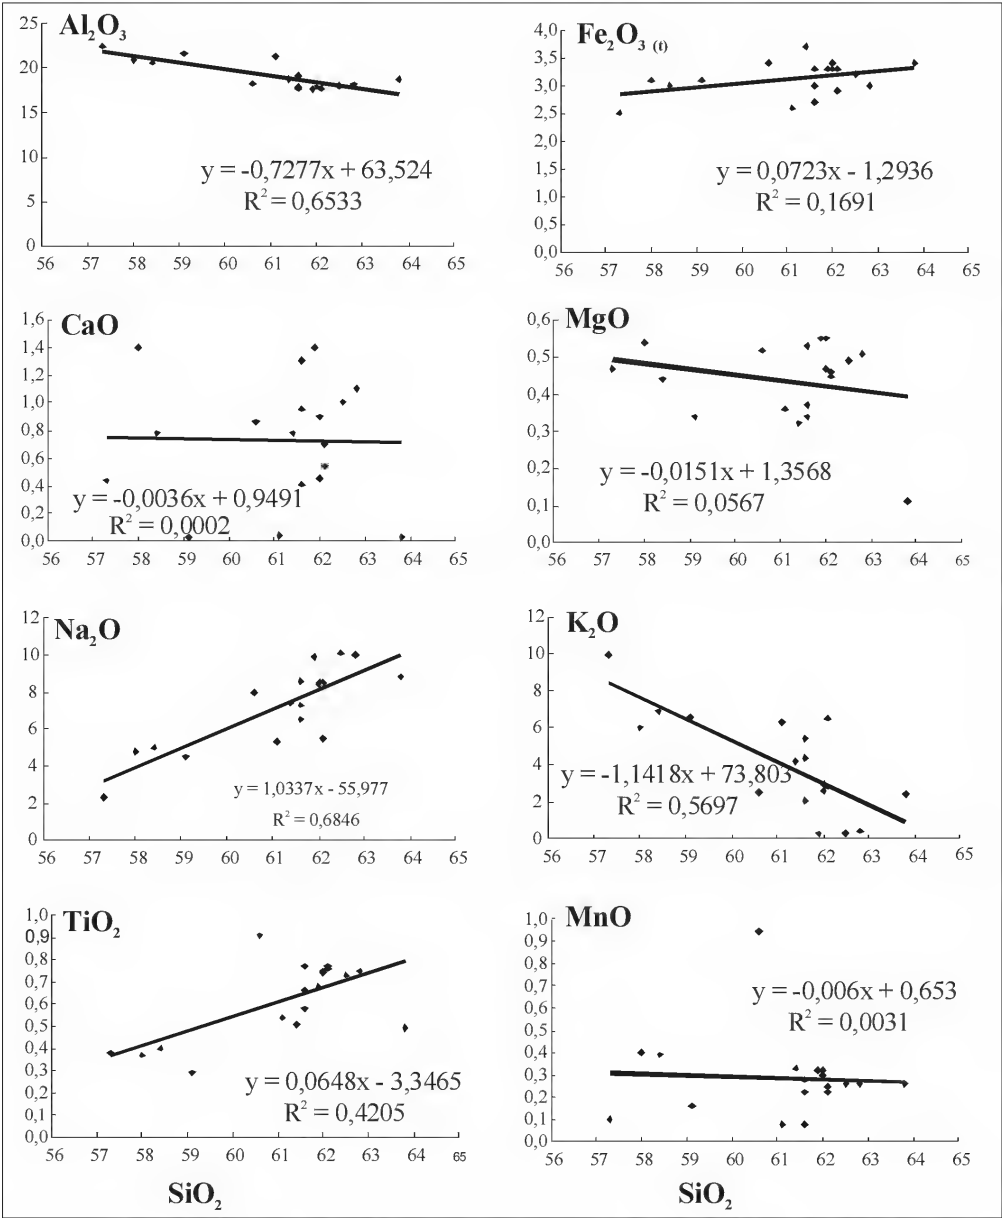 Al₂O₃
25
20
15
10
5
0
y = -0,7277x + 63,524
R² = 0,6533
56 57 58 59 60 61 62 63 64 65
Fe₂O₃ (t)
4,0
3,5
3,0
2,5
2,0
1,5
1,0
0,5
0,0
y = 0,0723x - 1,2936
R² = 0,1691
56 57 58 59 60 61 62 63 64 65
CaO
1,6
1,4
1,2
1,0
0,8
0,6
0,4
0,2
0,0
y = -0,0036x + 0,9491
R² = 0,0002
56 57 58 59 60 61 62 63 64 65
MgO
0,6
0,5
0,4
0,3
0,2
0,1
0,0
y = -0,0151x + 1,3568
R² = 0,0567
56 57 58 59 60 61 62 63 64 65
Na₂O
12
10
8
6
4
2
0
y = 1,0337x - 55,977
R² = 0,6846
56 57 58 59 60 61 62 63 64 65
K₂O
12
10
8
6
4
2
0
y = -1,1418x + 73,803
R² = 0,5697
56 57 58 59 60 61 62 63 64 65
TiO₂
1,0
0,9
0,8
0,7
0,6
0,5
0,4
0,3
0,2
0,1
0,0
y = 0,0648x - 3,3465
R² = 0,4205
56 57 58 59 60 61 62 63 64 65
SiO₂
MnO
1,0
0,9
0,8
0,7
0,6
0,5
0,4
0,3
0,2
0,1
0,0
y = -0,006x + 0,653
R² = 0,0031
56 57 58 59 60 61 62 63 64 65
SiO₂